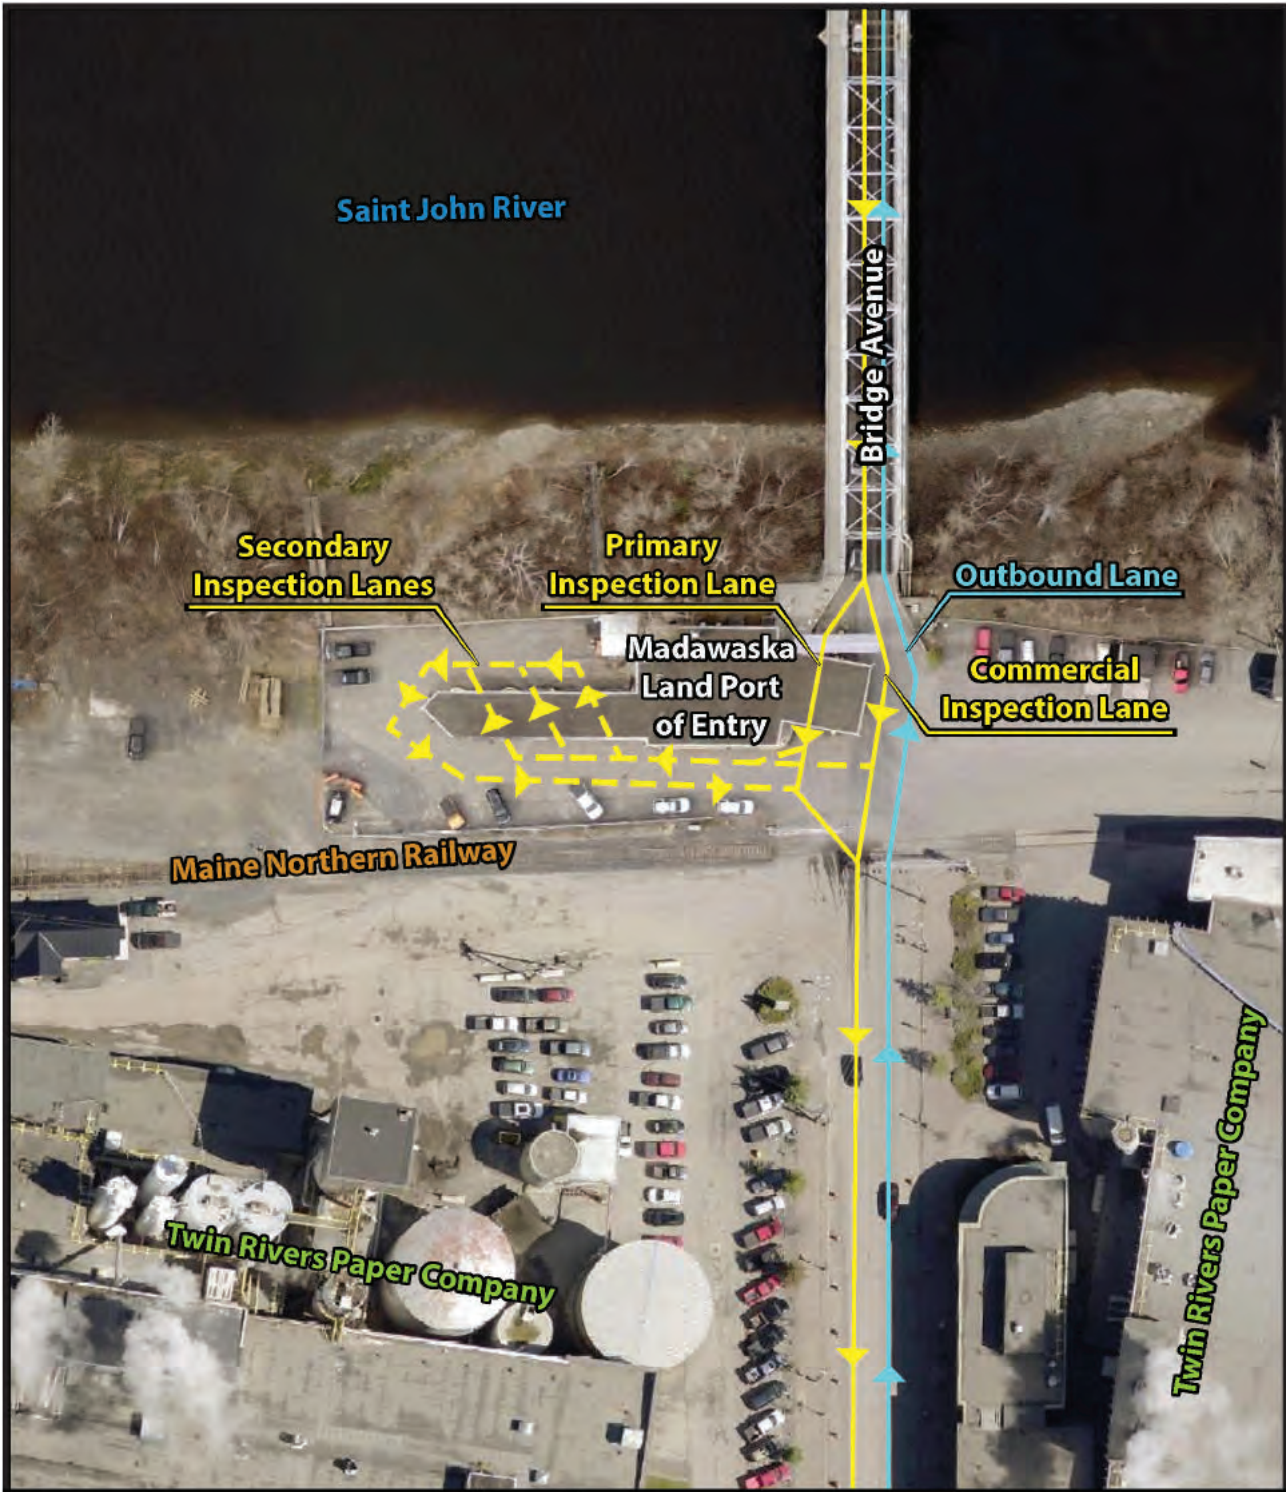 Saint John River
Bridge Avenue
Secondary
Inspection Lanes
Primary
Inspection Lane
Outbound Lane
Madawaska
Land Port
of Entry
Commercial
Inspection Lane
Maine Northern Railway
Twin Rivers Paper Company
Twin Rivers Paper Company